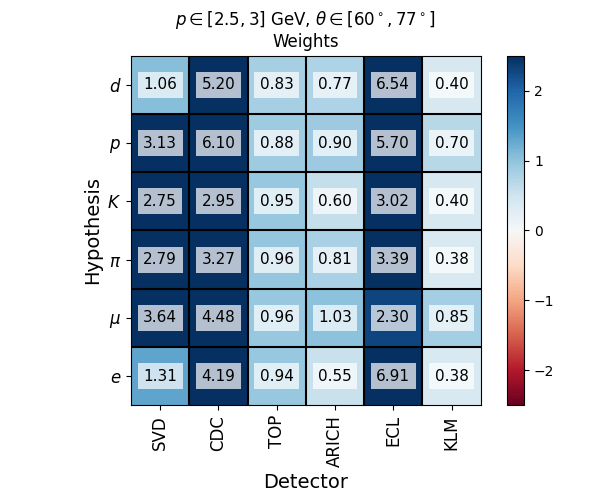 p ∈ [2.5, 3] GeV, θ ∈ [60°, 77°]
Weights
d 1.06 5.20 0.83 0.77 6.54 0.40
p 3.13 6.10 0.88 0.90 5.70 0.70
K 2.75 2.95 0.95 0.60 3.02 0.40
π 2.79 3.27 0.96 0.81 3.39 0.38
μ 3.64 4.48 0.96 1.03 2.30 0.85
e 1.31 4.19 0.94 0.55 6.91 0.38
SVD CDC TOP ARICH ECL KLM
Detector
Hypothesis
2
1
0
−1
−2